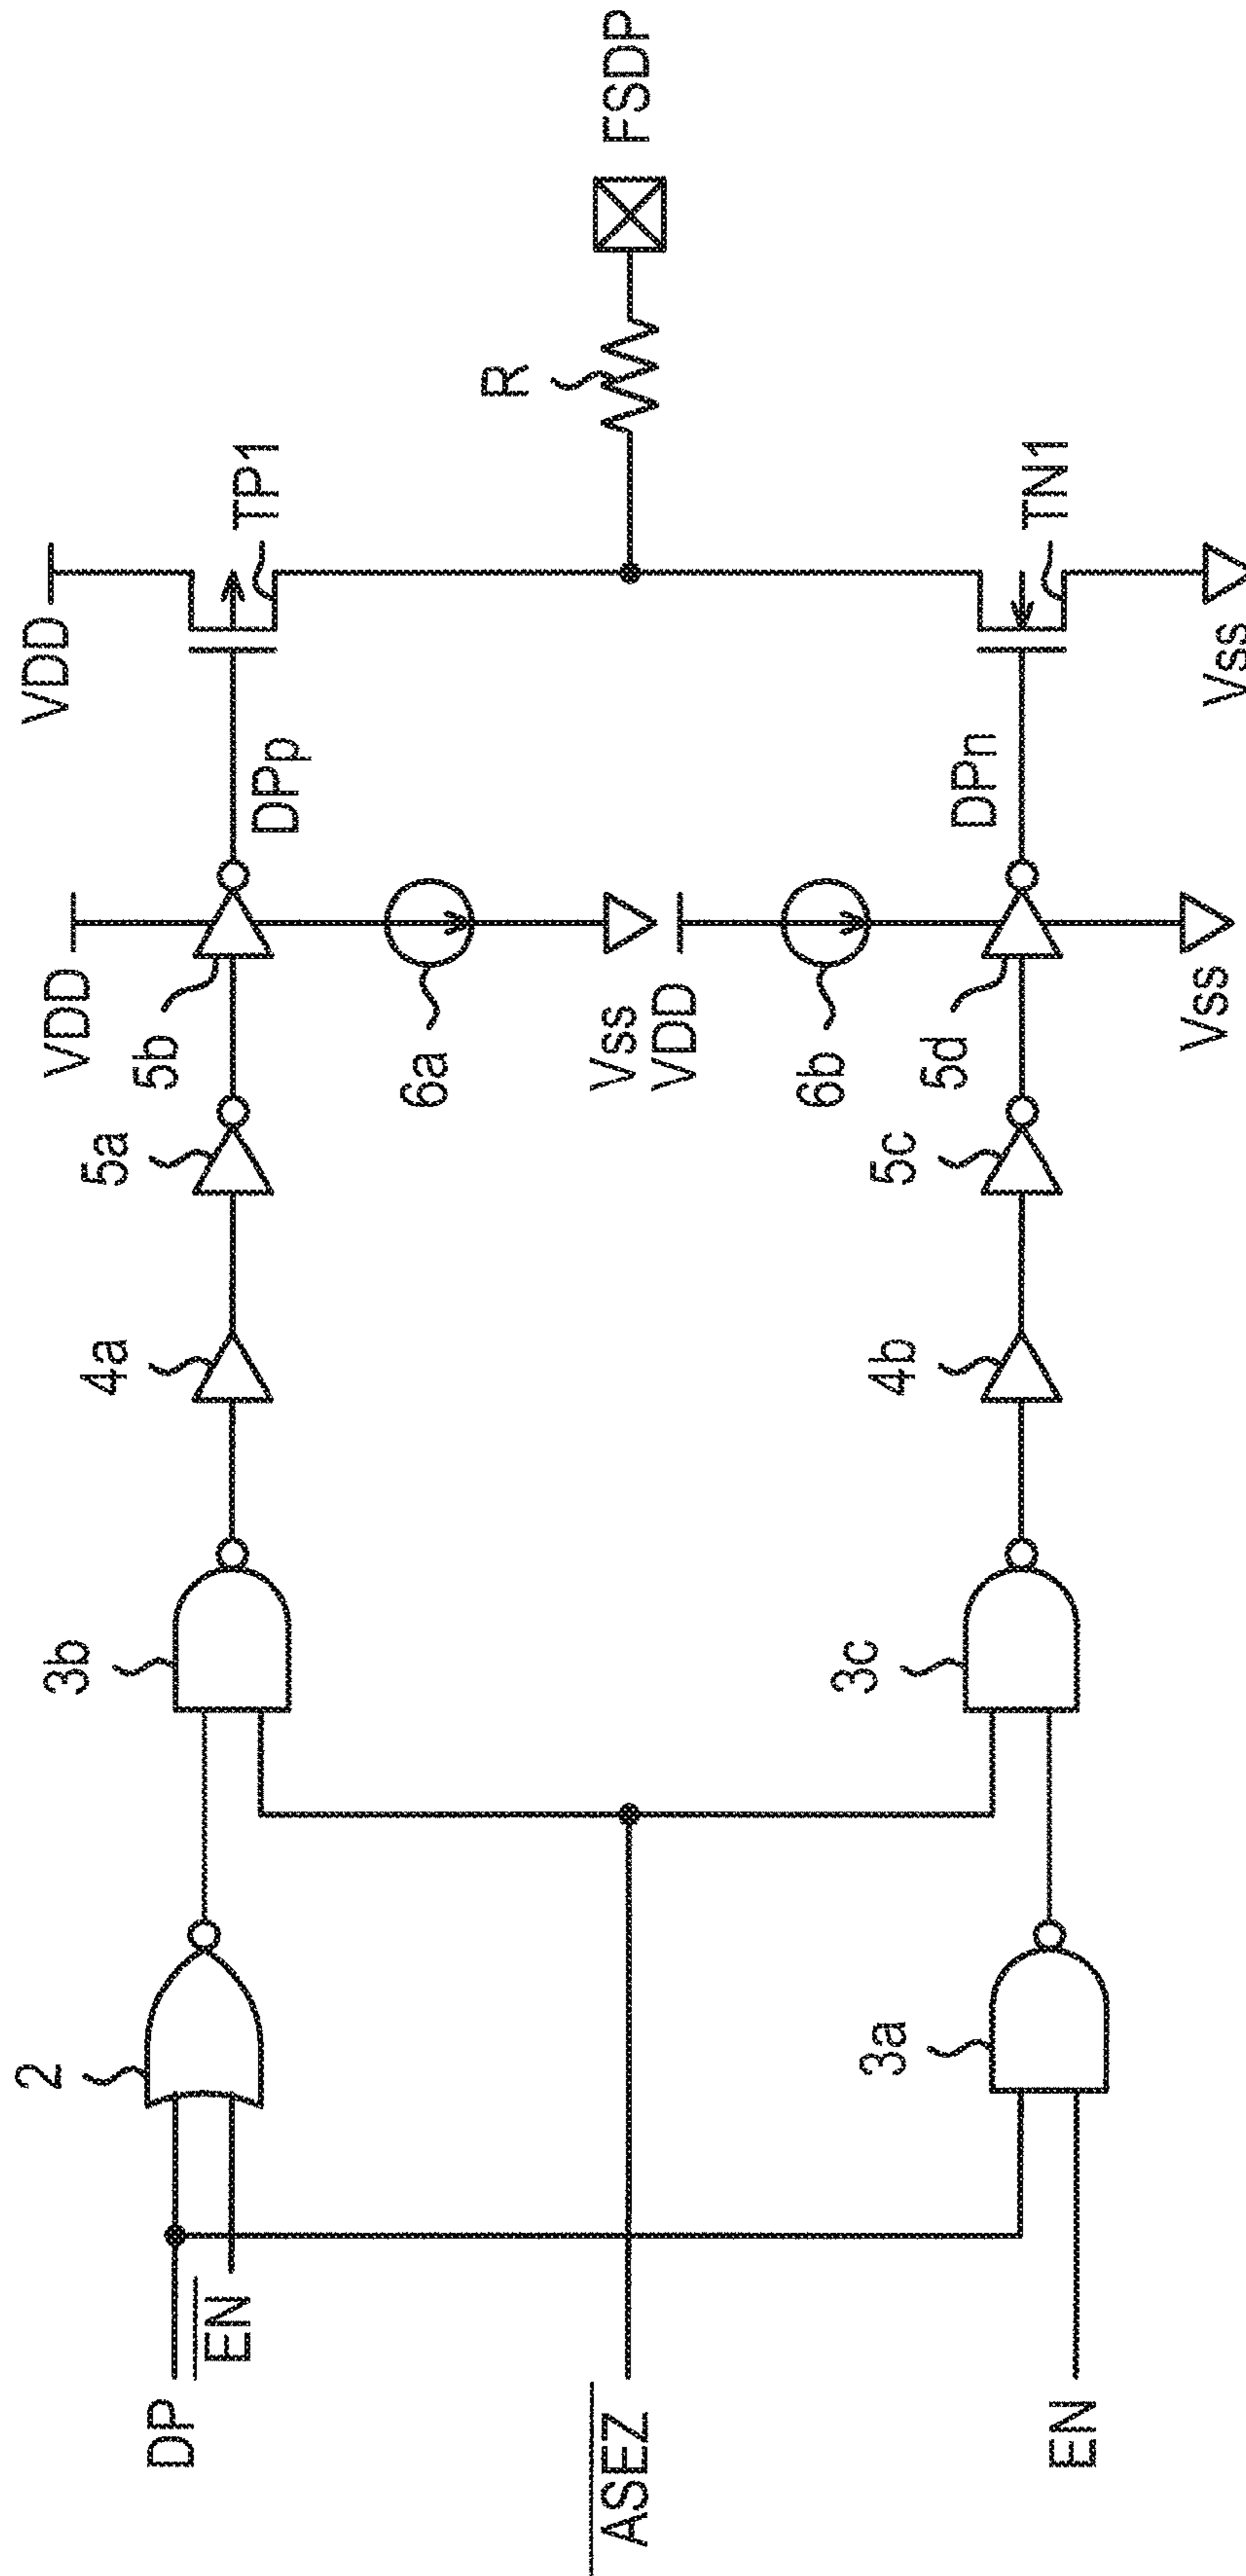 DP
EN
ASEZ
EN
2
3a
3b
3c
4a
4b
5a
5c
VDD
5b
6a
Vss
VDD
6b
5d
Vss
DPp
DPn
VDD
TP1
TN1
Vss
R
FSDP